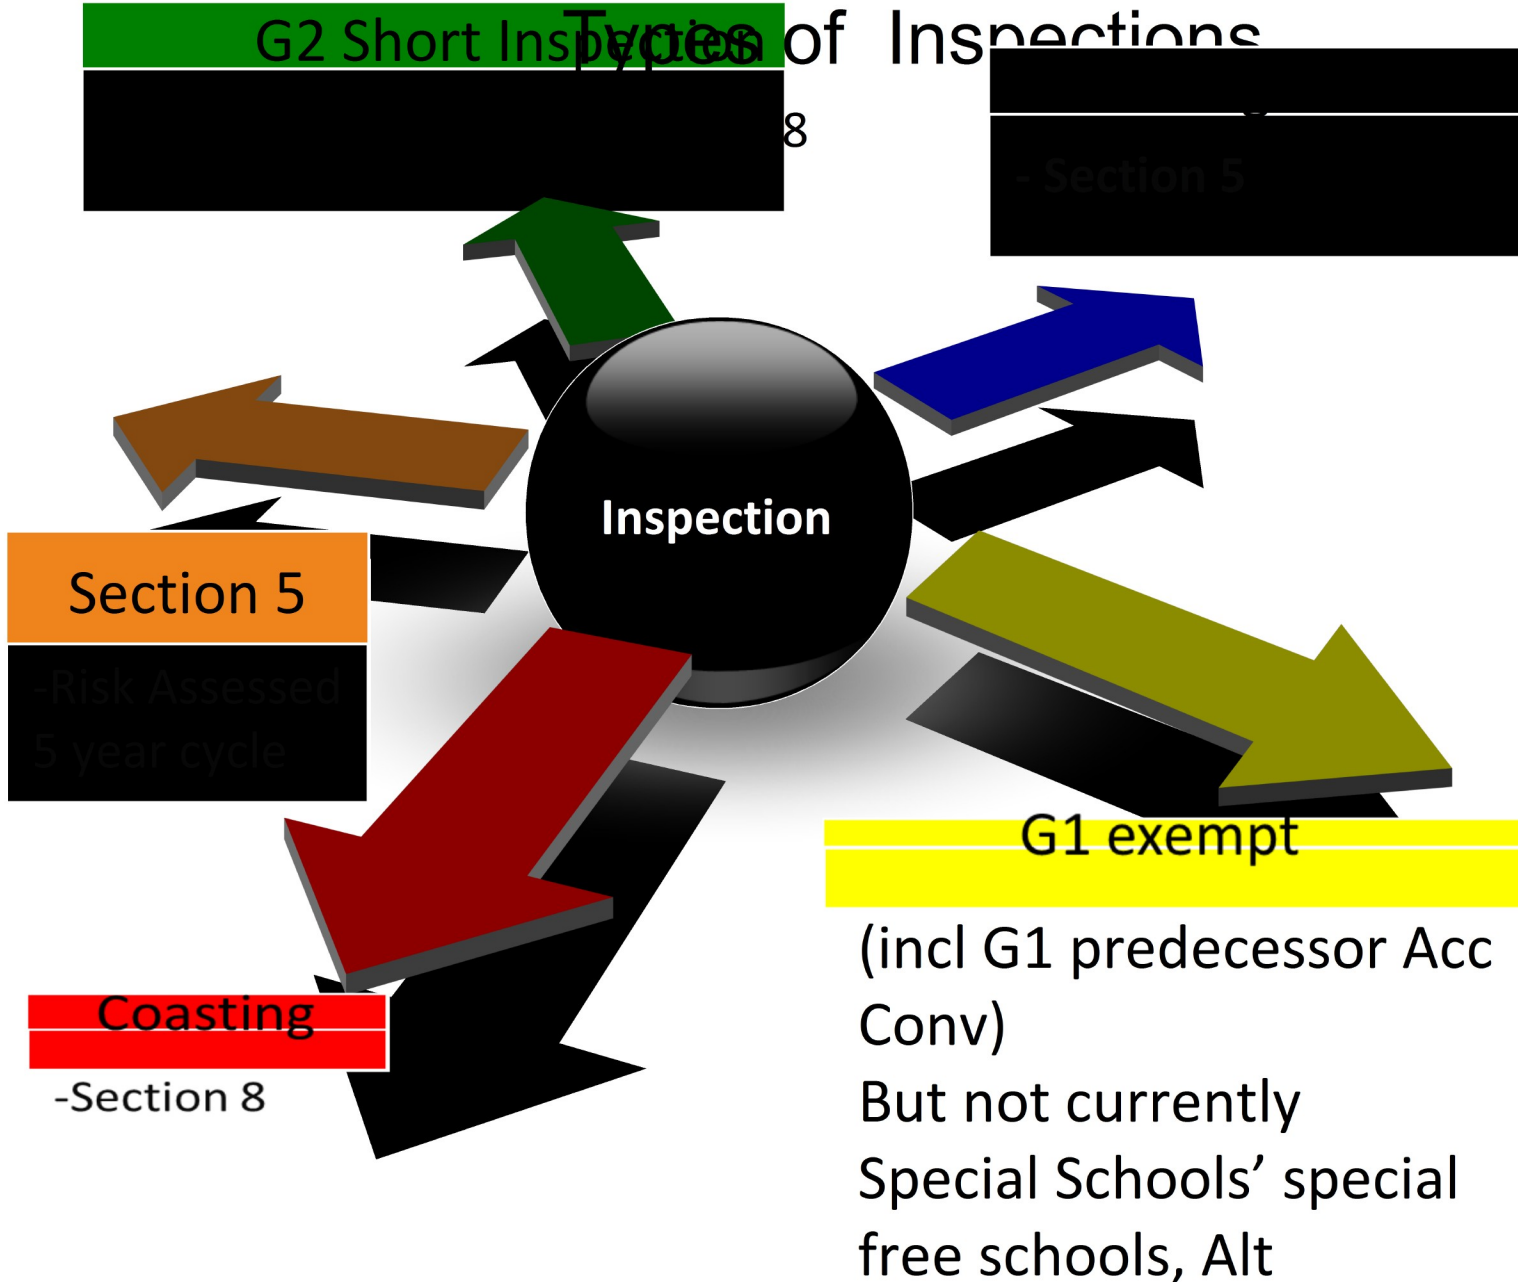 Types of Inspections
G2 Short Inspection
8
- Section 5
Inspection
Section 5
-Risk Assessed
5 year cycle
G1 exempt
(incl G1 predecessor Acc
Conv)
But not currently
Special Schools’ special
free schools, Alt
Coasting
-Section 8